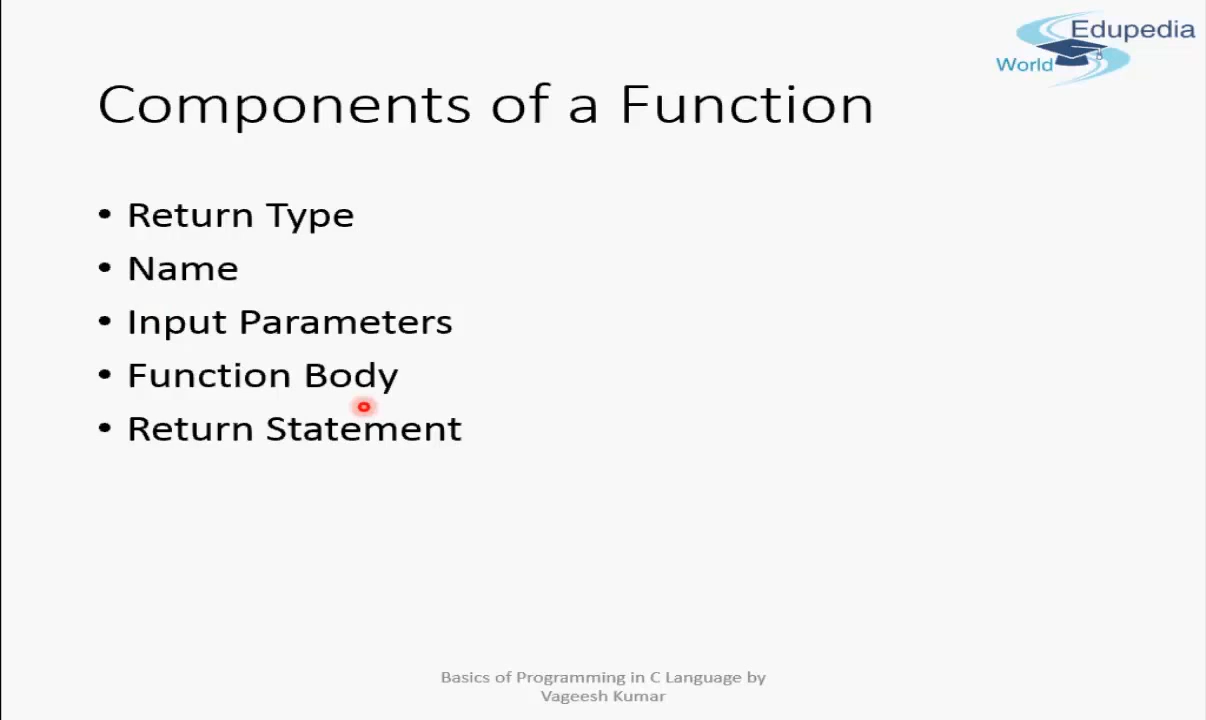 Edupedia
World
Components of a Function
• Return Type
• Name
• Input Parameters
• Function Body
• Return Statement
Basics of Programming in C Language by
Vageesh Kumar